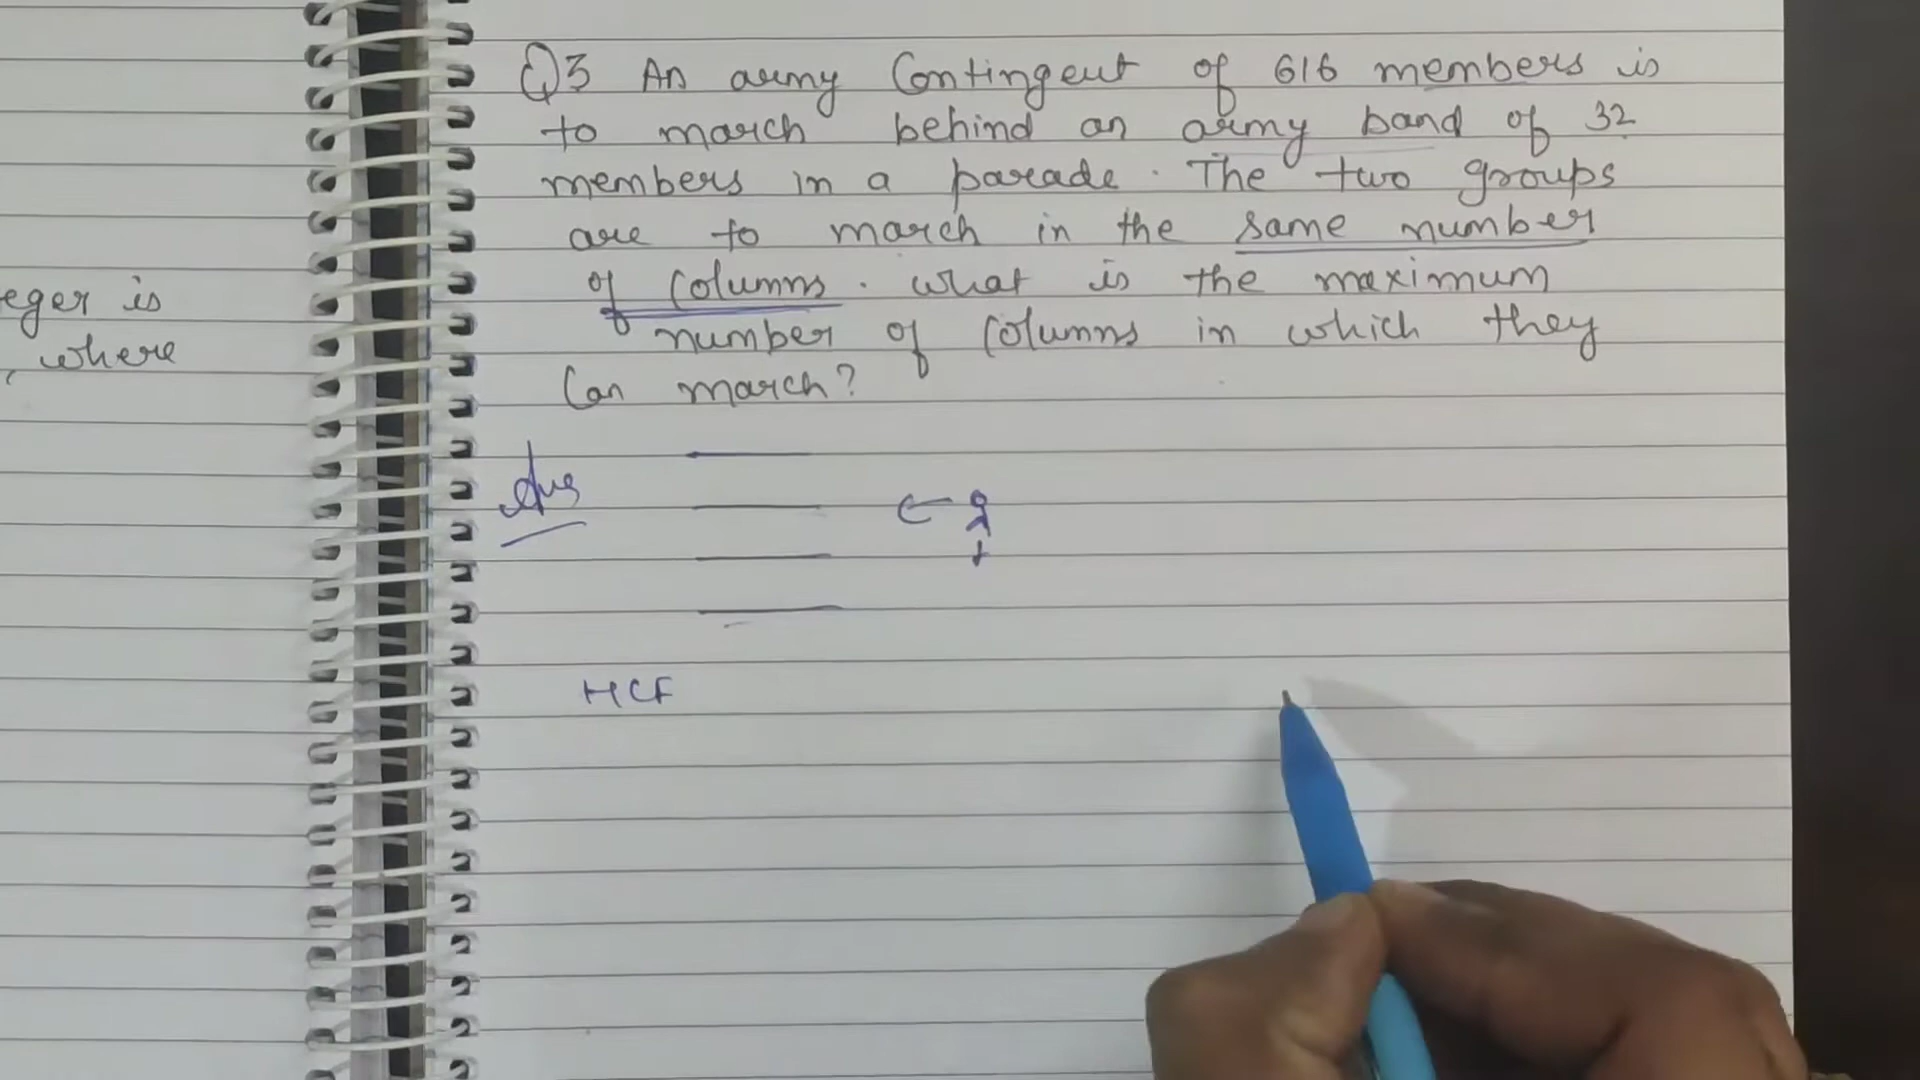 eger is
, where
Q3 An army Contingent of 616 members is
to march behind an army band of 32
members in a parade. The two groups
are to march in the same number
of columns. what is the maximum
number of columns in which they
Can march?
Ans
HCF